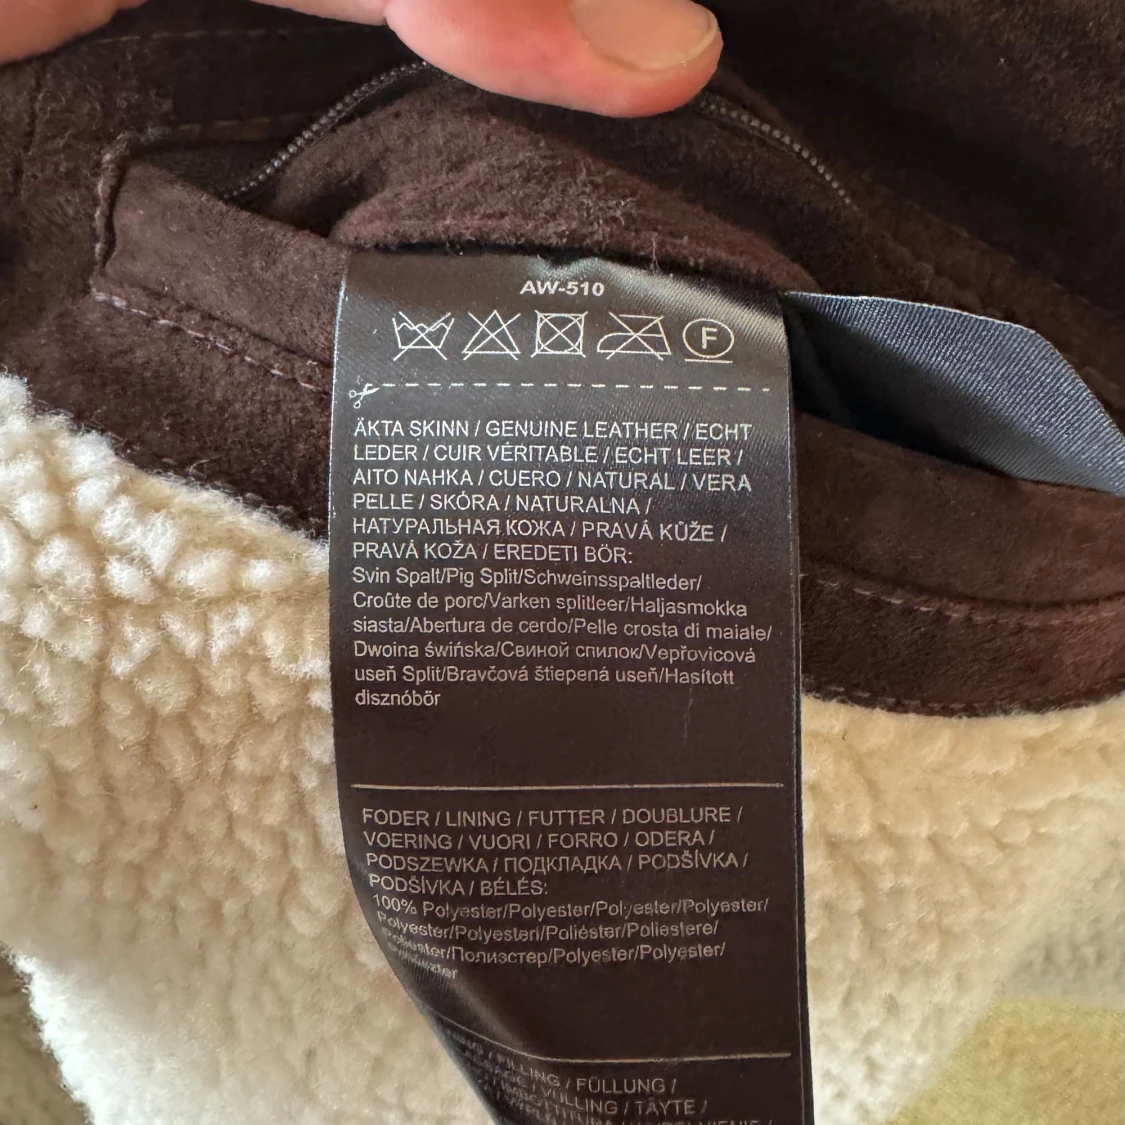 AW-510
F
ÄKTA SKINN / GENUINE LEATHER / ECHT
LEDER / CUIR VÉRITABLE / ECHT LEER /
AITO NAHKA / CUERO / NATURAL / VERA
PELLE / SKÓRA / NATURALNA /
НАТУРАЛЬНАЯ КОЖА / PRAVÁ KŮŽE /
PRAVÁ KOŽA / EREDETI BŐR:
Svin Spalt/Pig Split/Schweinsspaltleder/
Croûte de porc/Varken splitleer/Haljasmokka
siasta/Abertura de cerdo/Pelle crosta di maiale/
Dwoina świńska/Свиной спилок/Vepřovicová
useň Split/Bravčová štiepená useň/Hasított
disznóbőr
FODER / LINING / FUTTER / DOUBLURE /
VOERING / VUORI / FORRO / ODERA /
PODSZEWKA / ПОДКЛАДКА / PODŠÍVKA /
PODŠÍVKA / BÉLÉS:
100% Polyester/Polyester/Polyester/Polyester/
Polyester/Polyesteri/Poliéster/Poliestere/
Poliester/Полиэстер/Polyester/Polyester/
FILLING / FÜLLUNG /
VULLING / TÄYTE /